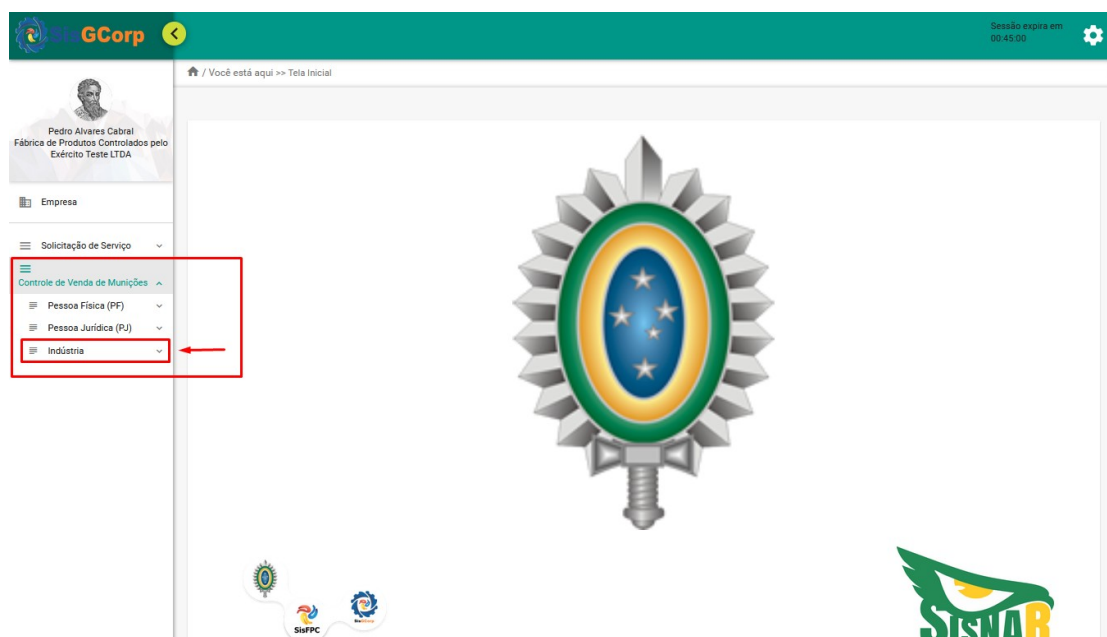 SisGCorp
Sessão expira em
00:45:00
/ Você está aqui >> Tela Inicial
Pedro Alvares Cabral
Fábrica de Produtos Controlados pelo
Exército Teste LTDA
Empresa
Solicitação de Serviço
Controle de Venda de Munições
Pessoa Física (PF)
Pessoa Jurídica (PJ)
Indústria
SisFPC
SISNAR